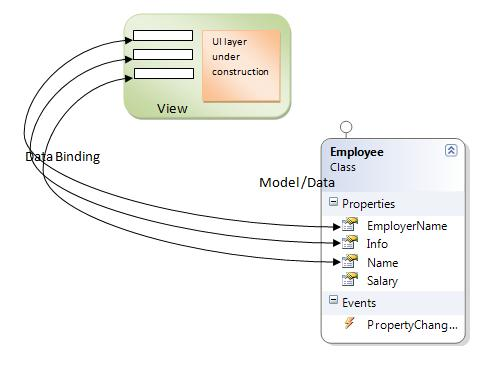 UI layer
under
construction
View
Data Binding
Model/Data
Employee
Class
Properties
EmployerName
Info
Name
Salary
Events
PropertyChang...